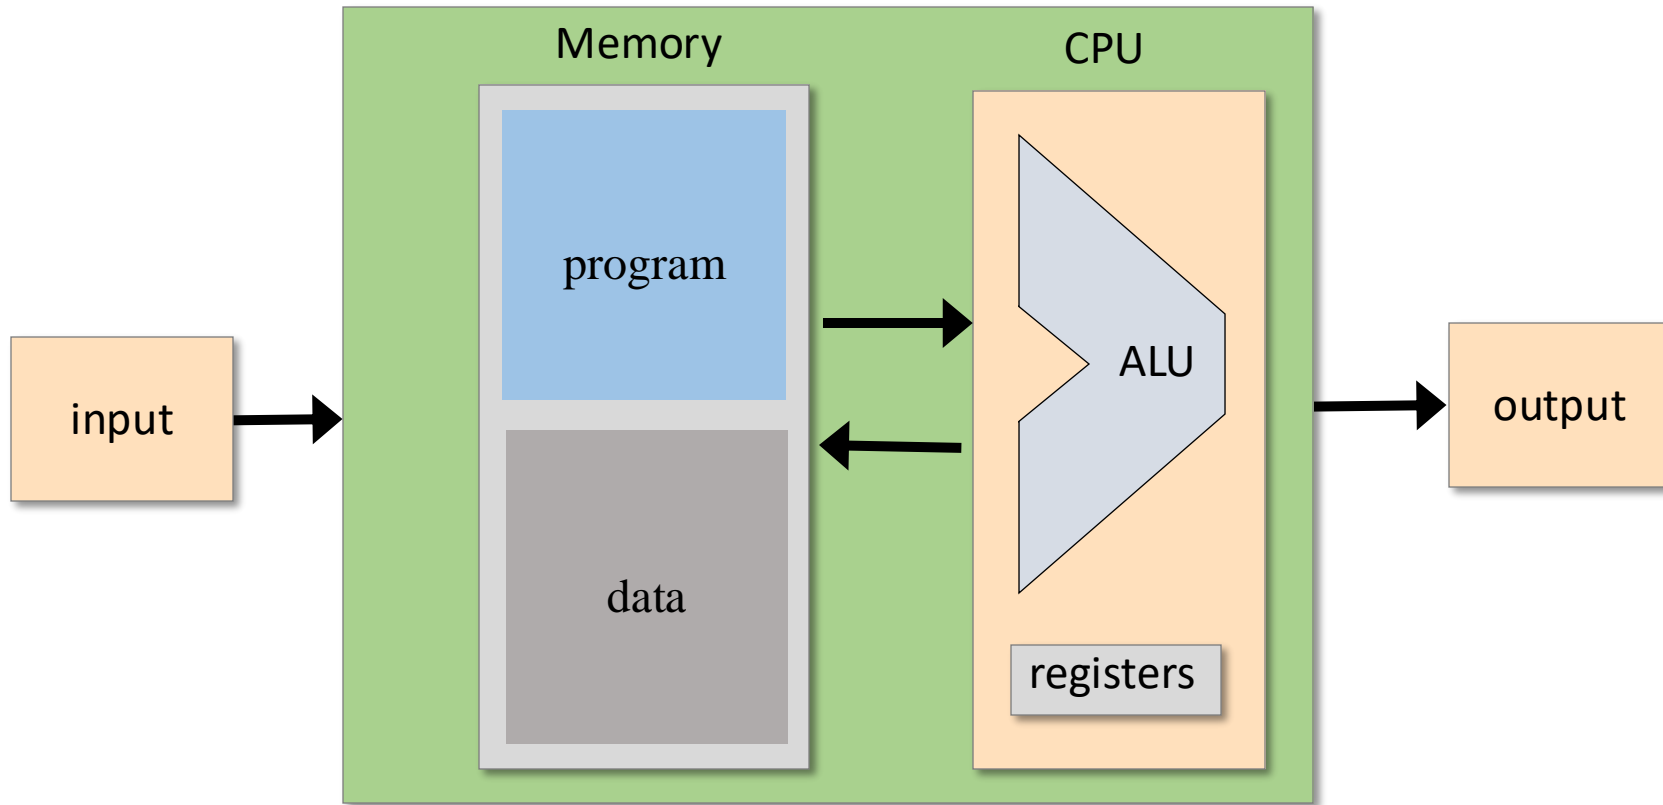 Memory
CPU
program
ALU
input
output
data
registers